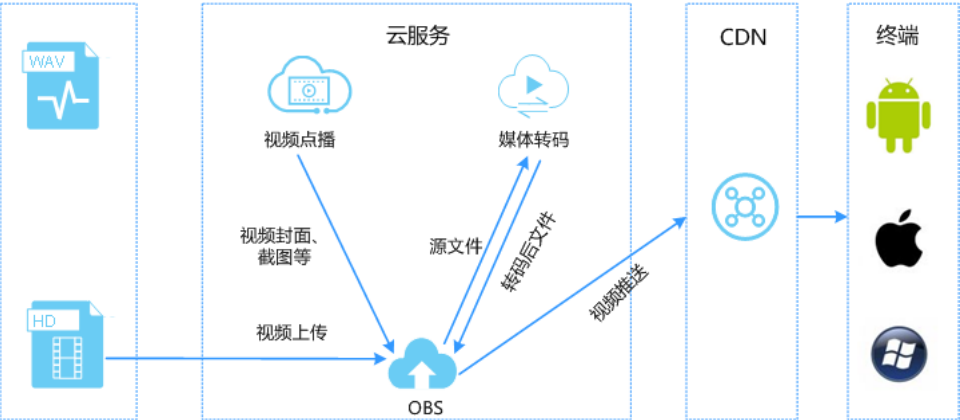 WAV
云服务
CDN
终端
视频点播
媒体转码
视频封面、
截图等
源文件
转码后文件
视频推送
HD
视频上传
OBS